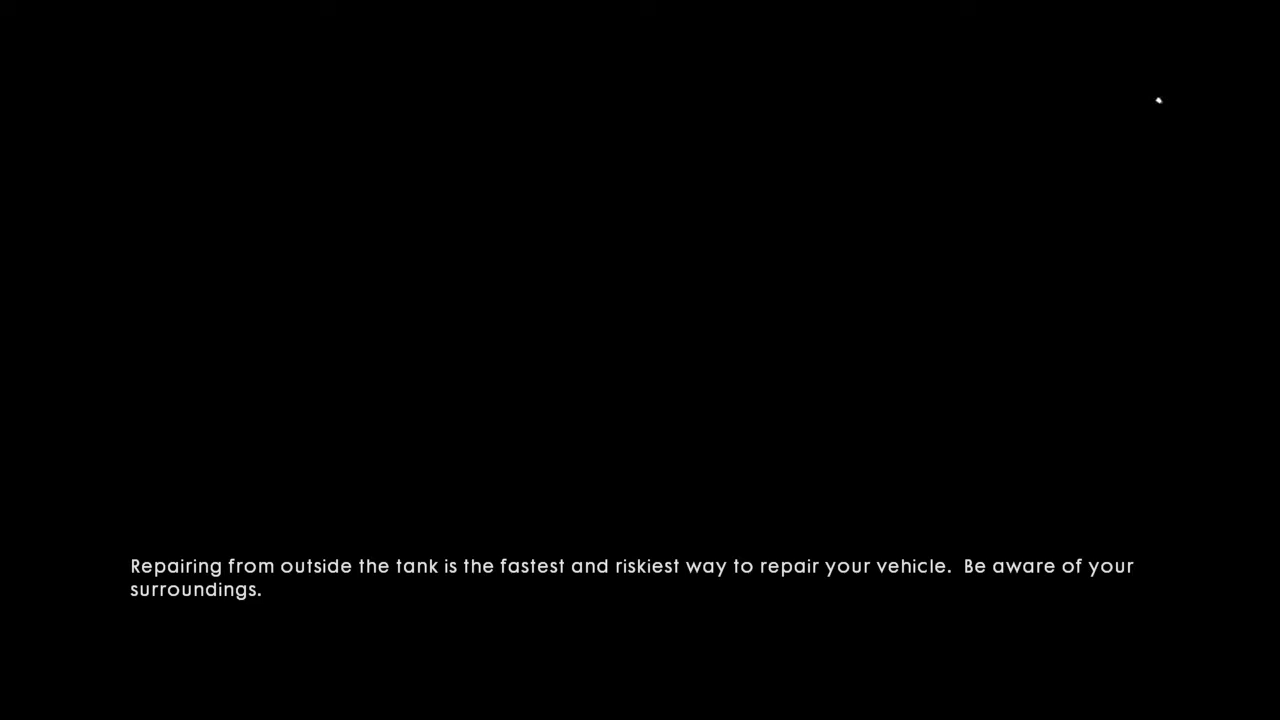 Repairing from outside the tank is the fastest and riskiest way to repair your vehicle.  Be aware of your
surroundings.